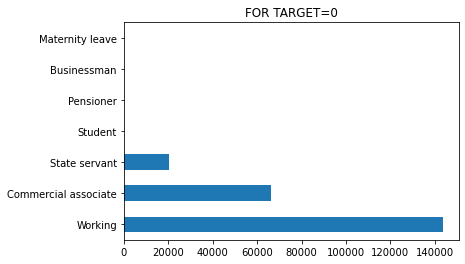 FOR TARGET=0
Maternity leave
Businessman
Pensioner
Student
State servant
Commercial associate
Working
0 20000 40000 60000 80000 100000 120000 140000